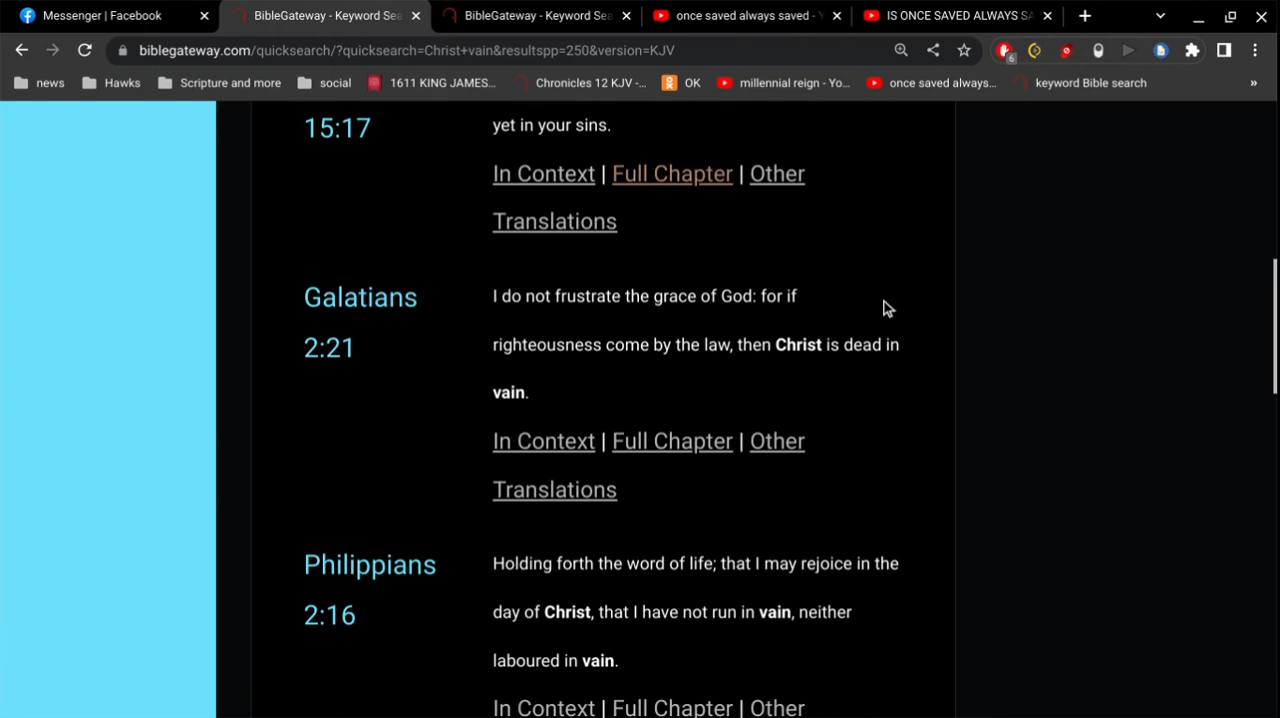 Messenger | Facebook
BibleGateway - Keyword Sea
BibleGateway - Keyword Sea
once saved always saved - Y
IS ONCE SAVED ALWAYS SA
biblegateway.com/quicksearch/?quicksearch=Christ+vain&resultspp=250&version=KJV
6
news
Hawks
Scripture and more
social
1611 KING JAMES...
Chronicles 12 KJV -...
OK
millennial reign - Yo...
once saved always...
keyword Bible search
»
15:17
yet in your sins.
In Context | Full Chapter | Other
Translations
Galatians
2:21
I do not frustrate the grace of God: for if
righteousness come by the law, then Christ is dead in
vain.
In Context | Full Chapter | Other
Translations
Philippians
2:16
Holding forth the word of life; that I may rejoice in the
day of Christ, that I have not run in vain, neither
laboured in vain.
In Context | Full Chapter | Other